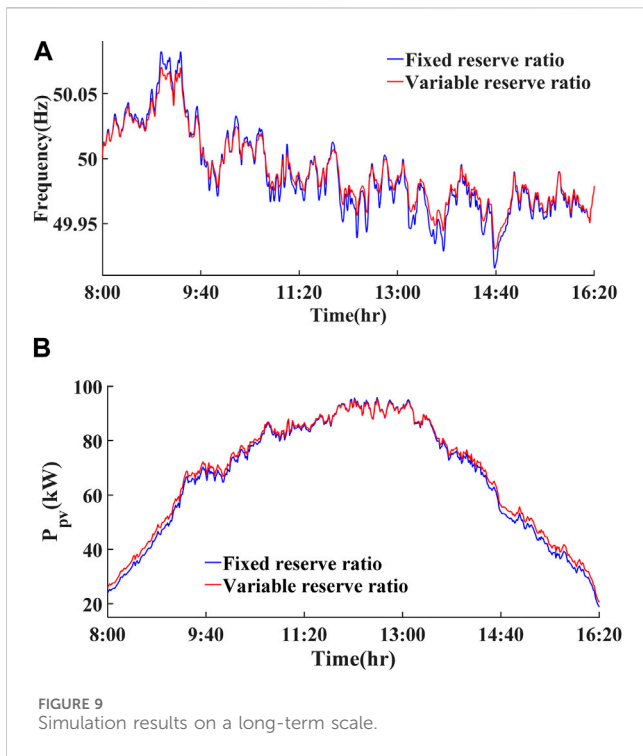 A
Fixed reserve ratio
Variable reserve ratio
Frequency(Hz)
50.05
50
49.95
8:00 9:40 11:20 13:00 14:40 16:20
Time(hr)
B
P_pv(kW)
100
80
60
40
20
Fixed reserve ratio
Variable reserve ratio
8:00 9:40 11:20 13:00 14:40 16:20
Time(hr)
FIGURE 9
Simulation results on a long-term scale.